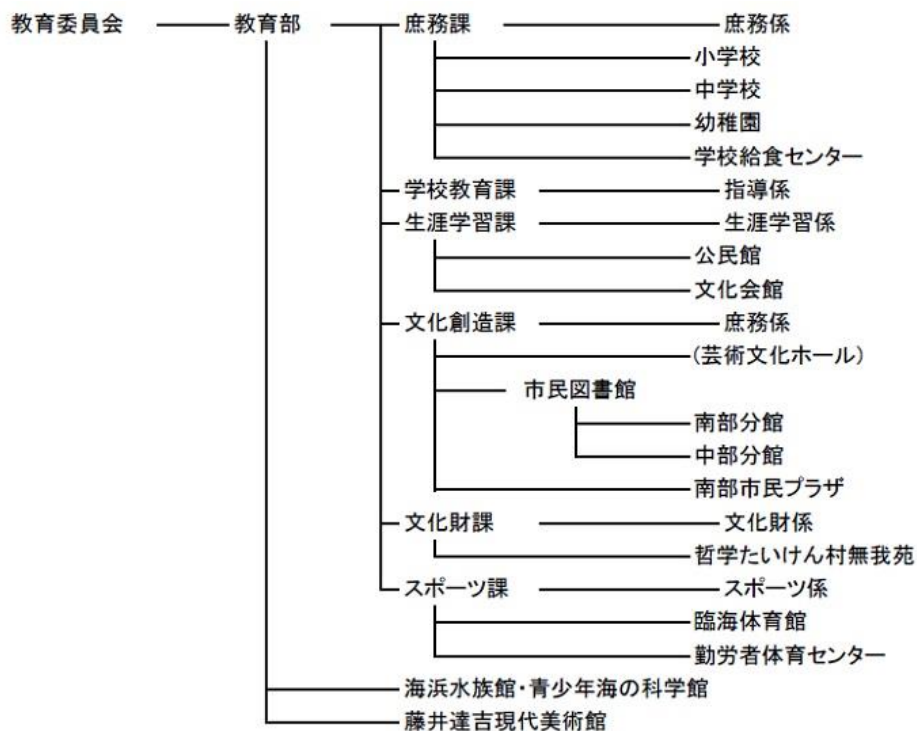 教育委員会 教育部 庶務課 庶務係
小学校
中学校
幼稚園
学校給食センター
学校教育課 指導係
生涯学習課 生涯学習係
公民館
文化会館
文化創造課 庶務係
(芸術文化ホール)
市民図書館
南部分館
中部分館
南部市民プラザ
文化財課 文化財係
哲学たいけん村無我苑
スポーツ課 スポーツ係
臨海体育館
勤労者体育センター
海浜水族館・青少年海の科学館
藤井達吉現代美術館